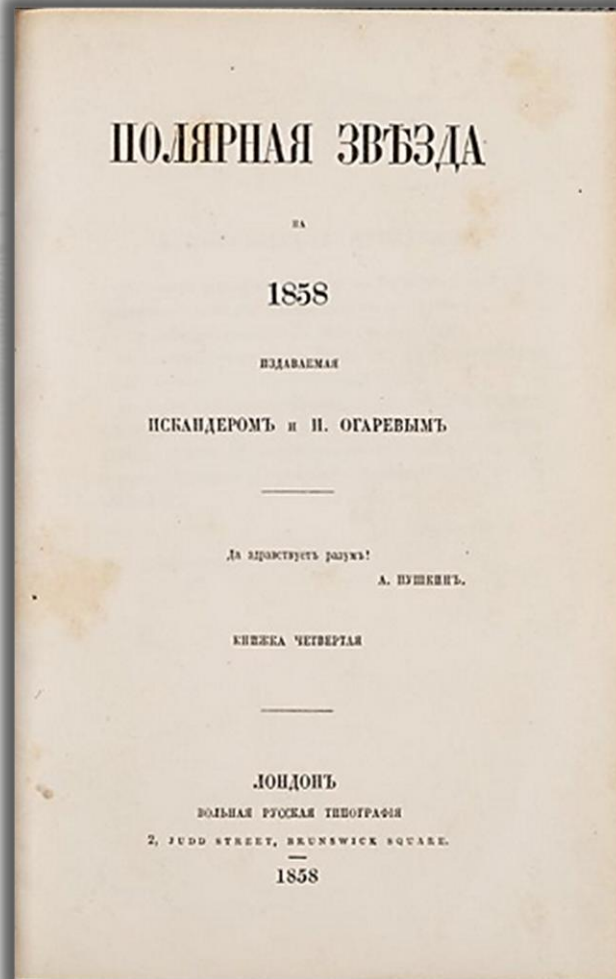 ПОЛЯРНАЯ ЗВѢЗДА
НА
1858
ИЗДАВАЕМАЯ
ИСКАНДЕРОМЪ и Н. ОГАРЕВЫМЪ
Да здравствуетъ разумъ!
А. ПУШКИНЪ.
КНИЖКА ЧЕТВЕРТАЯ
ЛОНДОНЪ
ВОЛЬНАЯ РУССКАЯ ТИПОГРАФІЯ
2, JUDD STREET, BRUNSWICK SQUARE.
1858